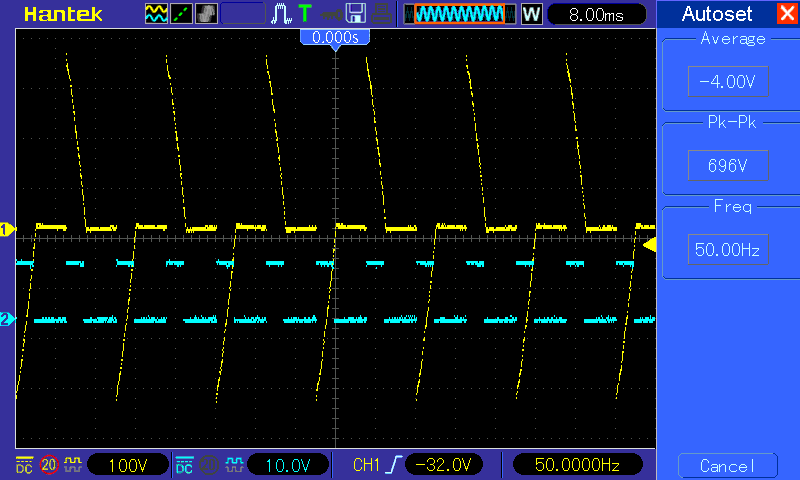 Hantek T W 8.00ms Autoset
0.000s
Average
-4.00V
Pk-Pk
696V
Freq
50.00Hz
1
2
DC 20 100V DC 20 10.0V CH1 -32.0V 50.0000Hz Cancel